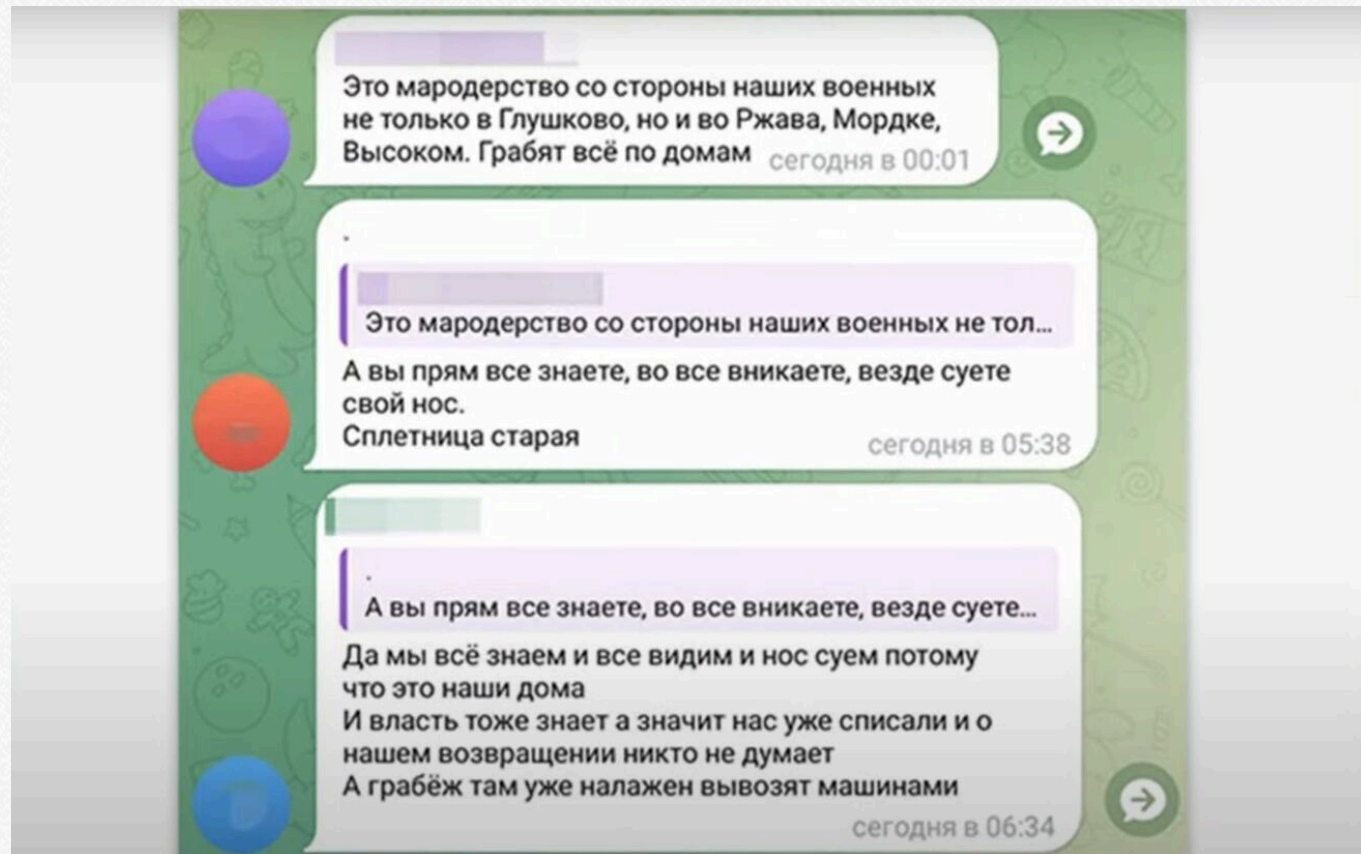 Это мародерство со стороны наших военных
не только в Глушково, но и во Ржава, Мордке,
Высоком. Грабят всё по домам сегодня в 00:01
.
Это мародерство со стороны наших военных не тол...
А вы прям все знаете, во все вникаете, везде суете
свой нос.
Сплетница старая
сегодня в 05:38
.
А вы прям все знаете, во все вникаете, везде суете...
Да мы всё знаем и все видим и нос суем потому
что это наши дома
И власть тоже знает а значит нас уже списали и о
нашем возвращении никто не думает
А грабёж там уже налажен вывозят машинами
сегодня в 06:34